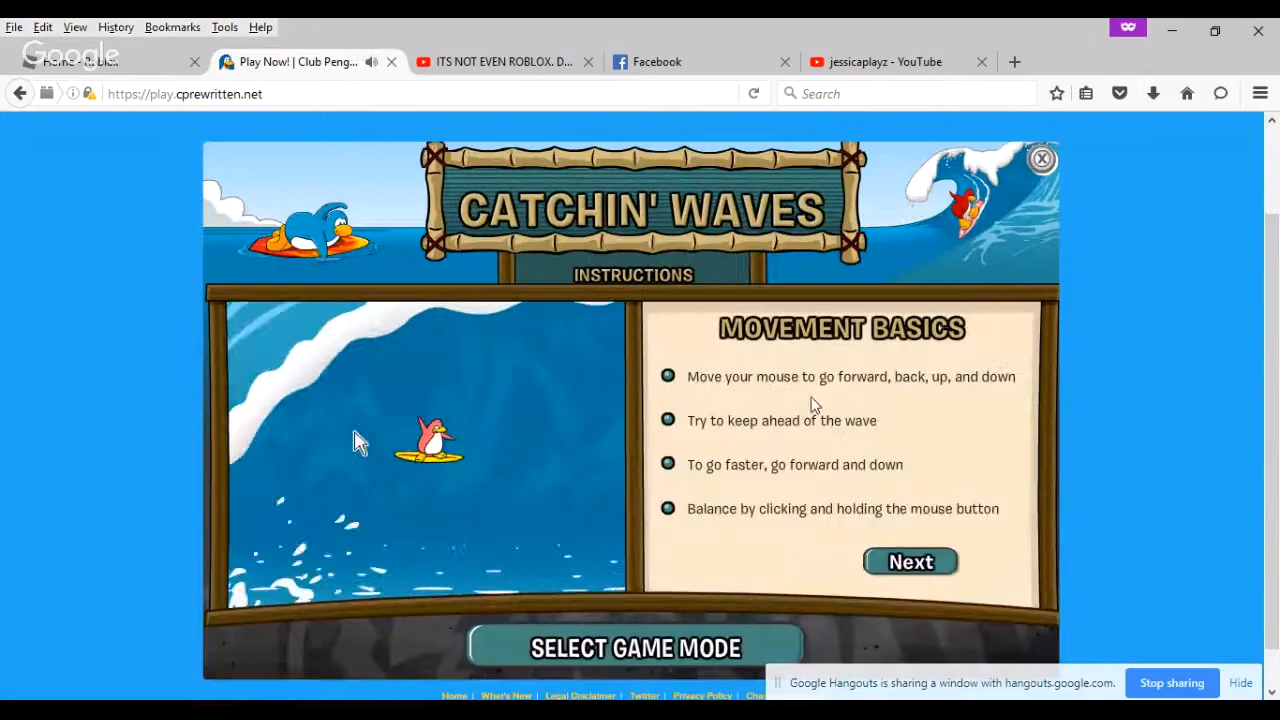 File Edit View History Bookmarks Tools Help
Google
Home - Roblox
Play Now! | Club Peng...
ITS NOT EVEN ROBLOX. D...
Facebook
jessicaplayz - YouTube
https://play.cprewritten.net
Search
CATCHIN' WAVES
INSTRUCTIONS
MOVEMENT BASICS
Move your mouse to go forward, back, up, and down
Try to keep ahead of the wave
To go faster, go forward and down
Balance by clicking and holding the mouse button
Next
SELECT GAME MODE
Google Hangouts is sharing a window with hangouts.google.com. Stop sharing Hide
Home | What's New | Legal Disclaimer | Twitter | Privacy Policy |